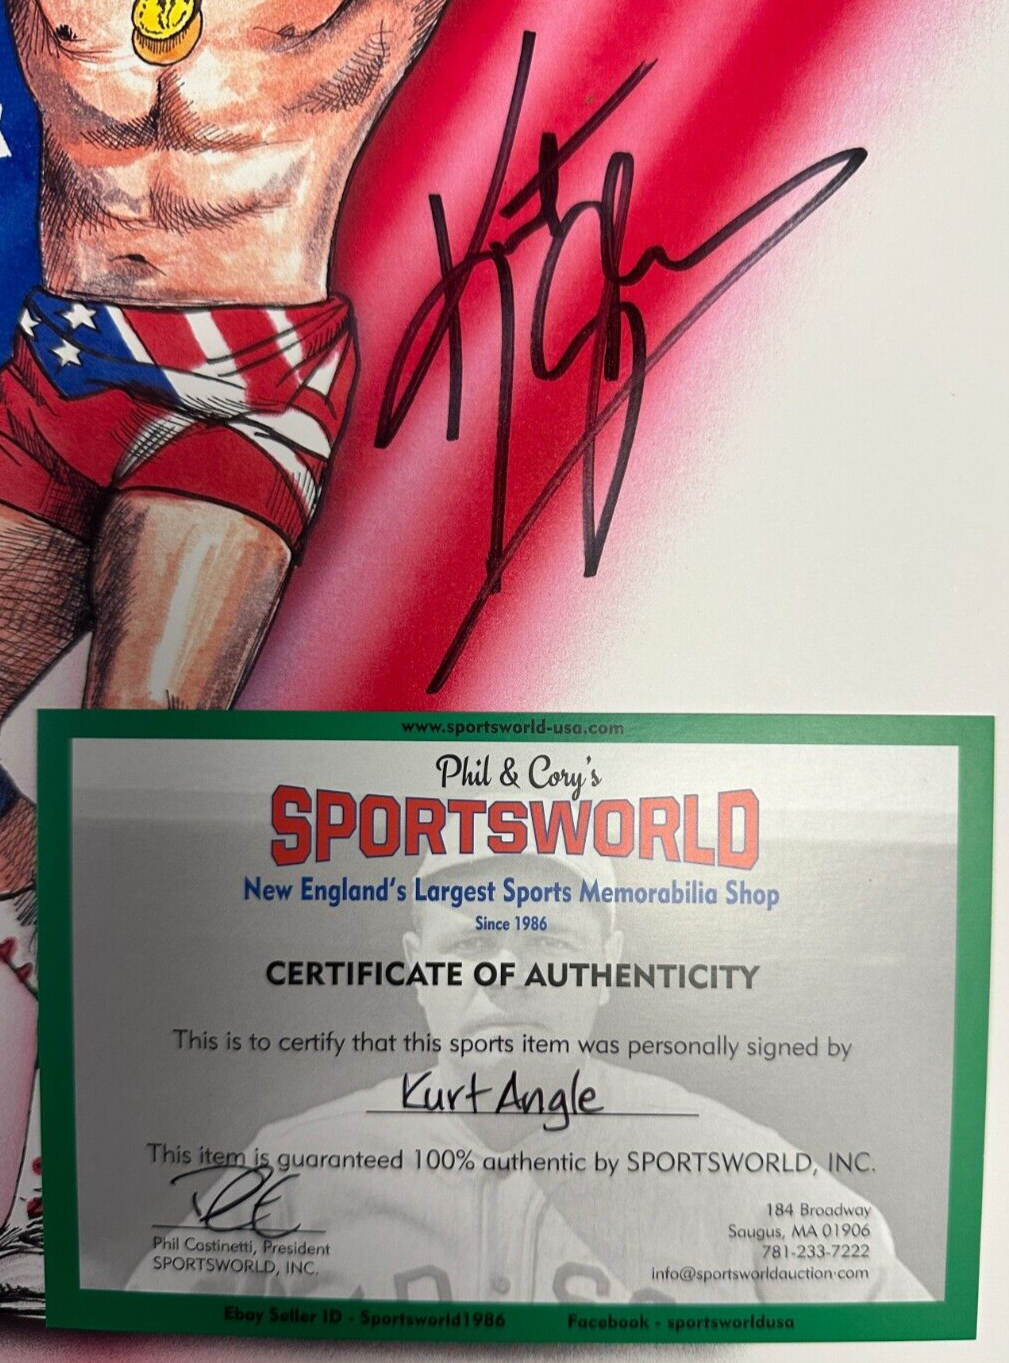 www.sportsworld-usa.com
Phil & Cory's
SPORTSWORLD
New England's Largest Sports Memorabilia Shop
Since 1986
CERTIFICATE OF AUTHENTICITY
This is to certify that this sports item was personally signed by
Kurt Angle
This item is guaranteed 100% authentic by SPORTSWORLD, INC.
Phil Castinetti, President
SPORTSWORLD, INC.
184 Broadway
Saugus, MA 01906
781-233-7222
info@sportsworldauction.com
Ebay Seller ID - Sportsworld1986
Facebook - sportsworldusa